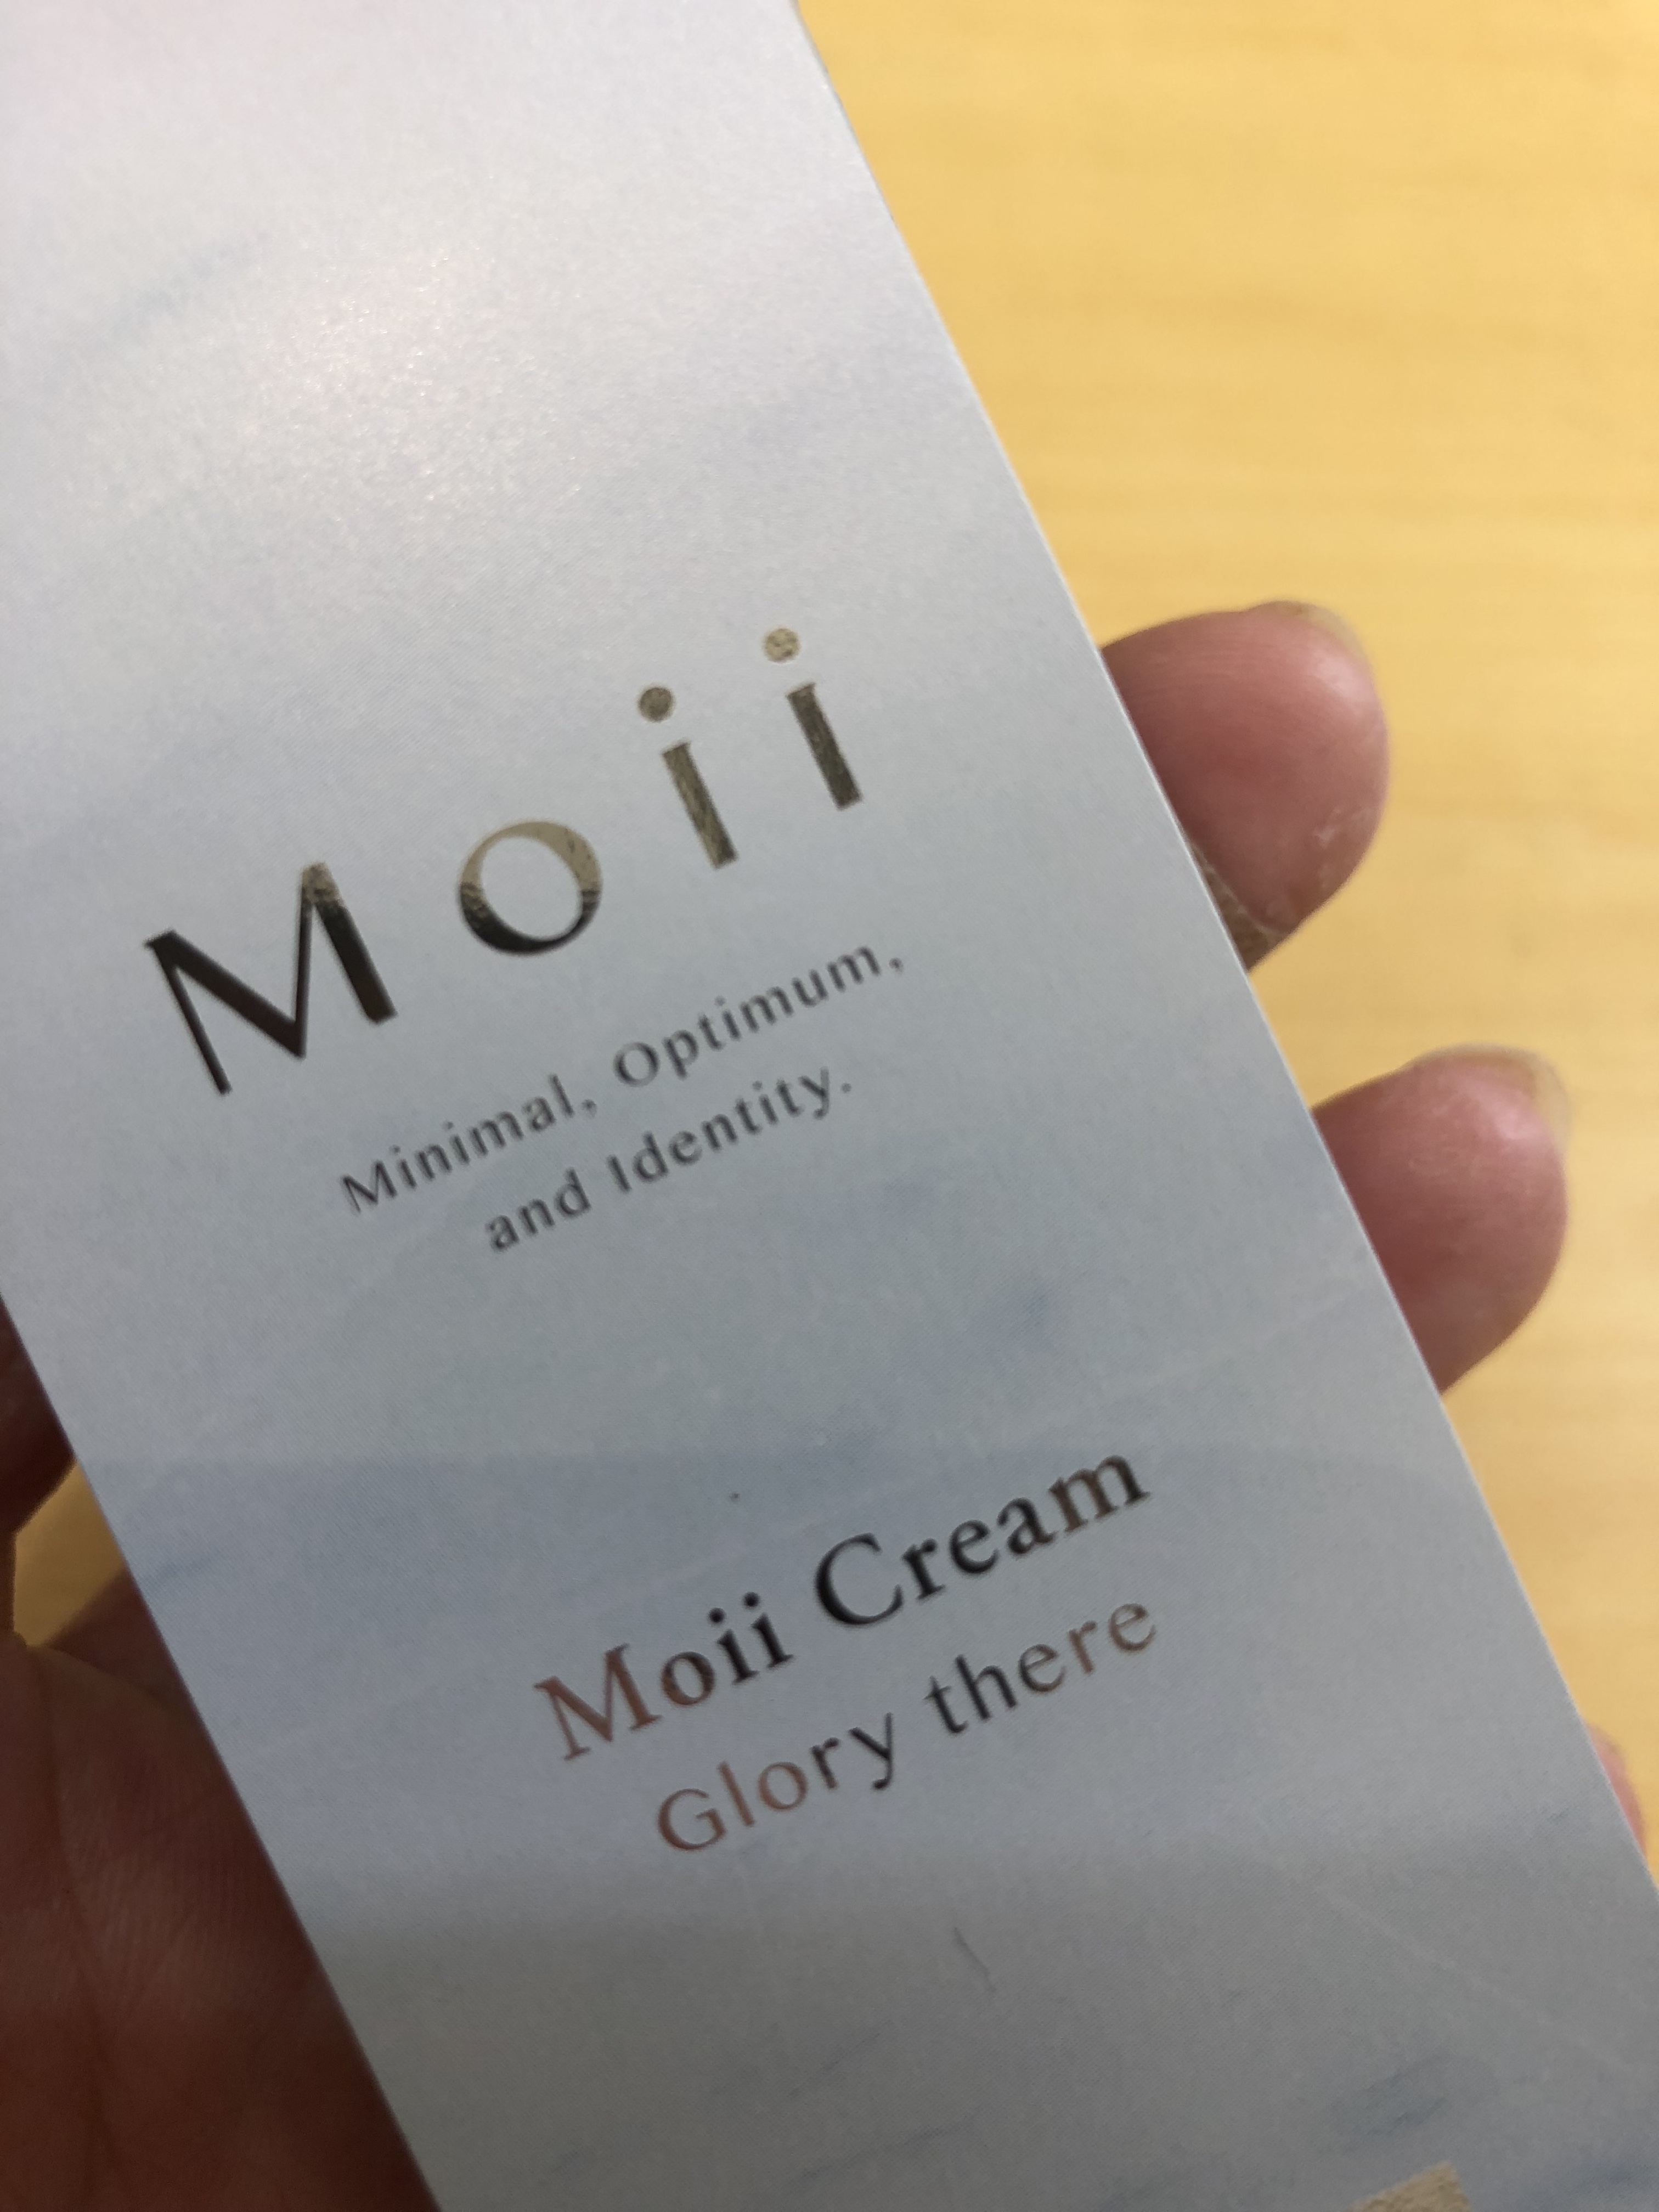 Moii
Minimal, Optimum,
and Identity.
Moii Cream
Glory there